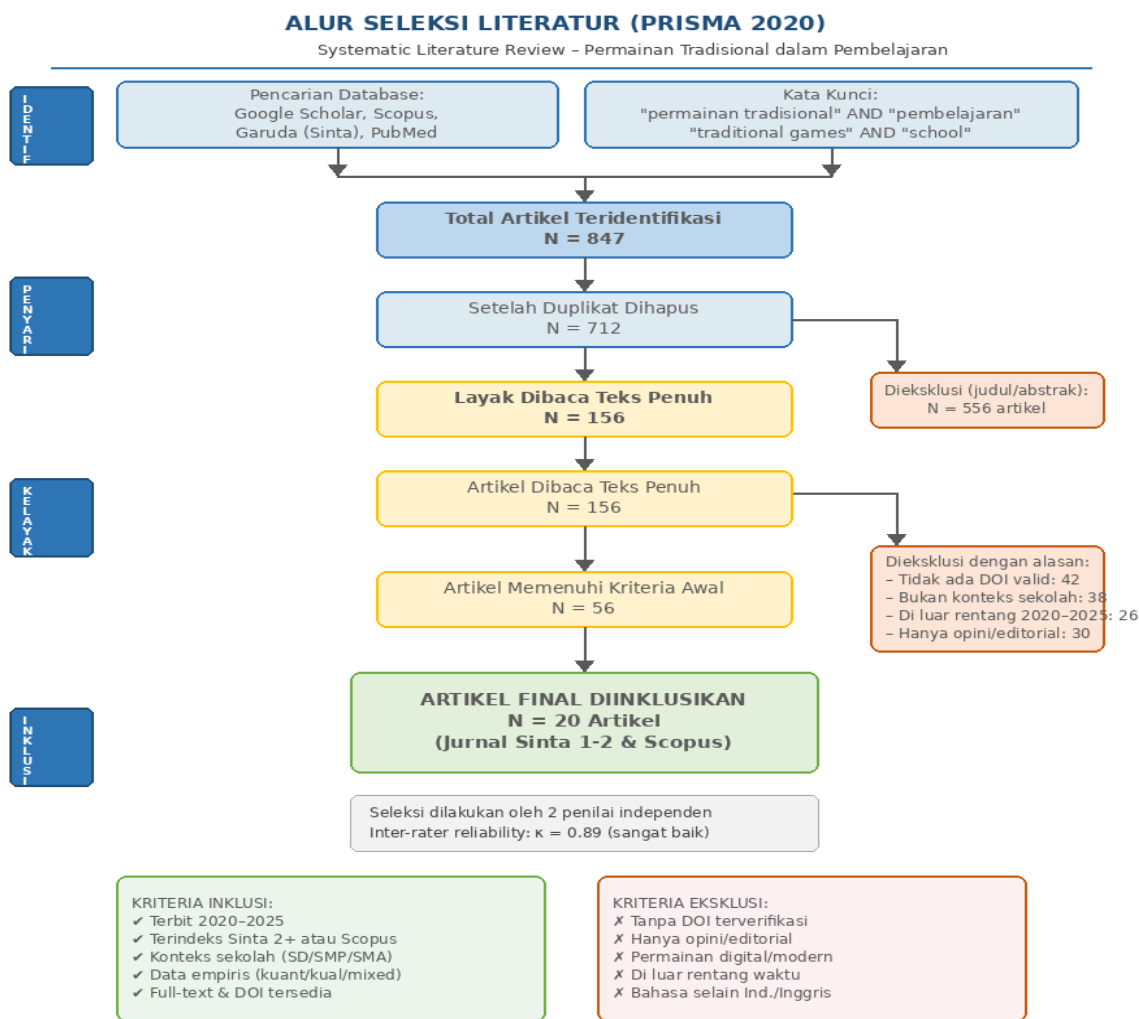 ALUR SELEKSI LITERATUR (PRISMA 2020)
Systematic Literature Review – Permainan Tradisional dalam Pembelajaran
IDENTIF
Pencarian Database:
Google Scholar, Scopus,
Garuda (Sinta), PubMed
Kata Kunci:
"permainan tradisional" AND "pembelajaran"
"traditional games" AND "school"
Total Artikel Teridentifikasi
N = 847
PENYARI
Setelah Duplikat Dihapus
N = 712
Layak Dibaca Teks Penuh
N = 156
Dieksklusi (judul/abstrak):
N = 556 artikel
KELAYAK
Artikel Dibaca Teks Penuh
N = 156
Artikel Memenuhi Kriteria Awal
N = 56
Dieksklusi dengan alasan:
– Tidak ada DOI valid: 42
– Bukan konteks sekolah: 38
– Di luar rentang 2020–2025: 26
– Hanya opini/editorial: 30
INKLUSI
ARTIKEL FINAL DIINKLUSIKAN
N = 20 Artikel
(Jurnal Sinta 1-2 & Scopus)
Seleksi dilakukan oleh 2 penilai independen
Inter-rater reliability: κ = 0.89 (sangat baik)
KRITERIA INKLUSI:
✔ Terbit 2020–2025
✔ Terindeks Sinta 2+ atau Scopus
✔ Konteks sekolah (SD/SMP/SMA)
✔ Data empiris (kuant/kual/mixed)
✔ Full-text & DOI tersedia
KRITERIA EKSKLUSI:
✗ Tanpa DOI terverifikasi
✗ Hanya opini/editorial
✗ Permainan digital/modern
✗ Di luar rentang waktu
✗ Bahasa selain Ind./Inggris